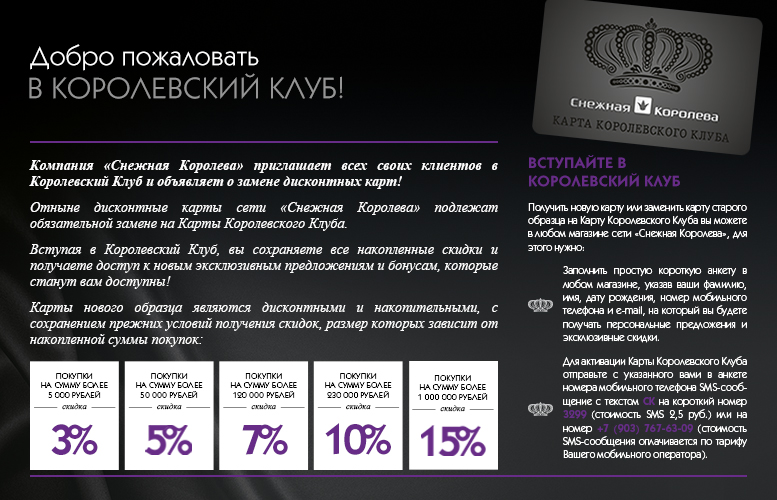 Добро пожаловать
В КОРОЛЕВСКИЙ КЛУБ!
Снежная Королева
КАРТА КОРОЛЕВСКОГО КЛУБА
Компания «Снежная Королева» приглашает всех своих клиентов в
Королевский Клуб и объявляет о замене дисконтных карт!
Отныне дисконтные карты сети «Снежная Королева» подлежат
обязательной замене на Карты Королевского Клуба.
Вступая в Королевский Клуб, вы сохраняете все накопленные скидки и
получаете доступ к новым эксклюзивным предложениям и бонусам, которые
станут вам доступны!
Карты нового образца являются дисконтными и накопительными, с
сохранением прежних условий получения скидок, размер которых зависит от
накопленной суммы покупок:
ПОКУПКИ
НА СУММУ БОЛЕЕ
5 000 РУБЛЕЙ
скидка
3%
ПОКУПКИ
НА СУММУ БОЛЕЕ
50 000 РУБЛЕЙ
скидка
5%
ПОКУПКИ
НА СУММУ БОЛЕЕ
120 000 РУБЛЕЙ
скидка
7%
ПОКУПКИ
НА СУММУ БОЛЕЕ
230 000 РУБЛЕЙ
скидка
10%
ПОКУПКИ
НА СУММУ БОЛЕЕ
1 000 000 РУБЛЕЙ
скидка
15%
ВСТУПАЙТЕ В
КОРОЛЕВСКИЙ КЛУБ
Получить новую карту или заменить карту старого
образца на Карту Королевского Клуба вы можете
в любом магазине сети «Снежная Королева», для
этого нужно:
Заполнить простую короткую анкету в
любом магазине, указав ваши фамилию,
имя, дату рождения, номер мобильного
телефона и e-mail, на который вы будете
получать персональные предложения и
эксклюзивные скидки.
Для активации Карты Королевского Клуба
отправьте с указанного вами в анкете
номера мобильного телефона SMS-сооб-
щение с текстом СК на короткий номер
3299 (стоимость SMS 2,5 руб.) или на
номер +7 (903) 767-63-09 (стоимость
SMS-сообщения оплачивается по тарифу
Вашего мобильного оператора).